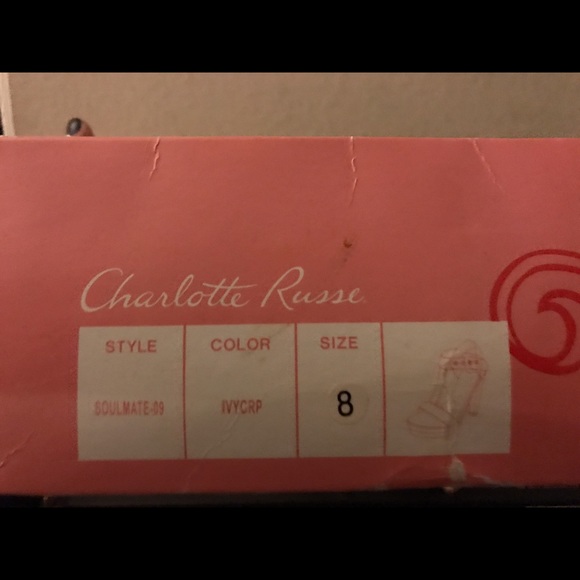 Charlotte Russe
STYLE COLOR SIZE
SOULMATE-09 IVYCRP 8